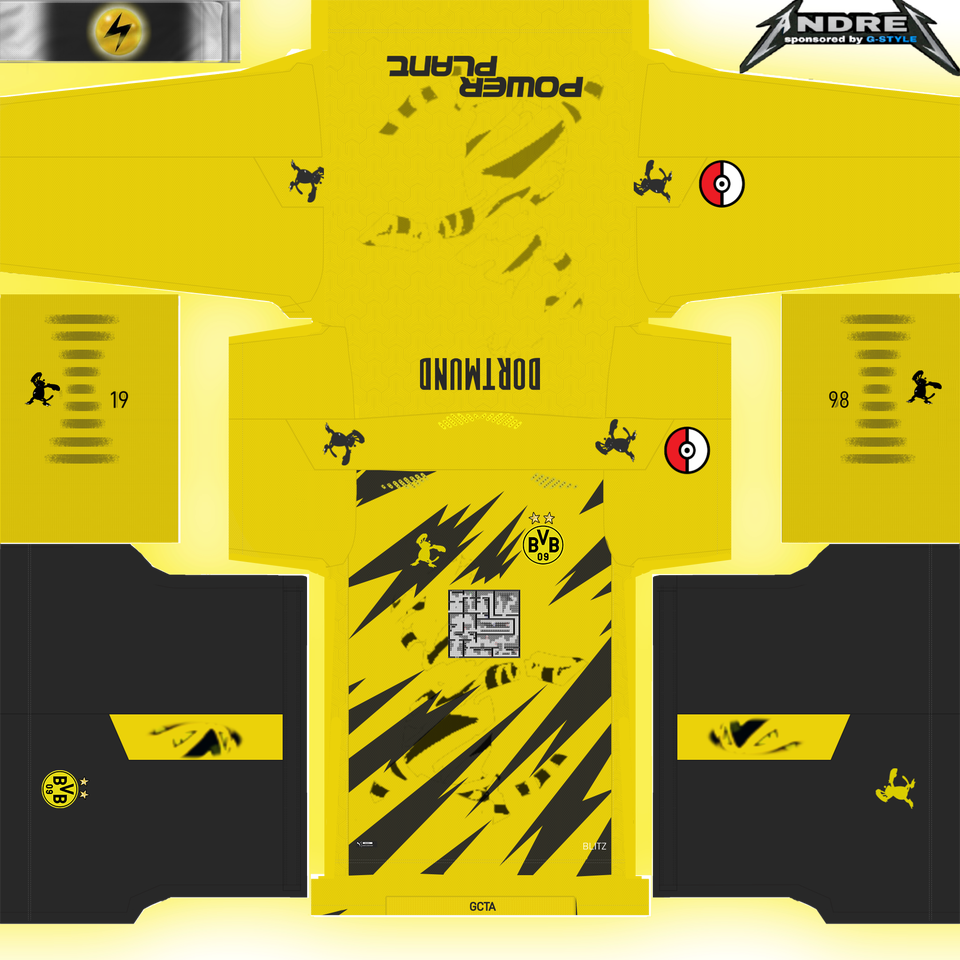 ANDRE
sponsored by G-STYLE
POWER
PLANT
DORTMUND
19
98
BVB
09
BLITZ
BVB
09
GCTA